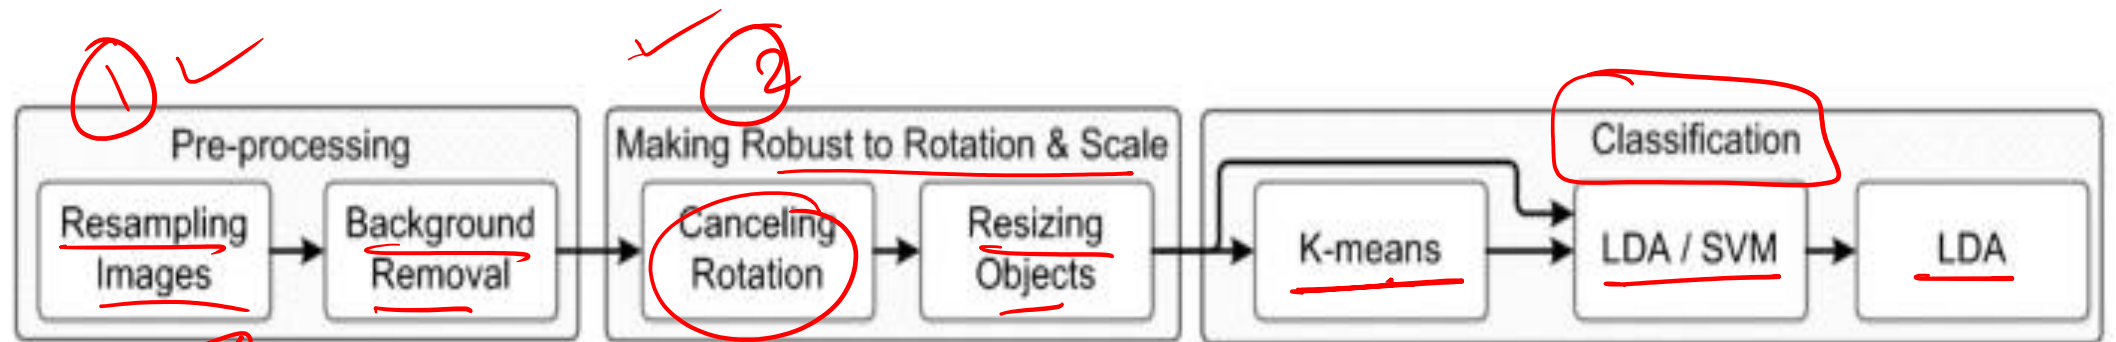 1
2
Pre-processing
Resampling
Images
Background
Removal
Making Robust to Rotation & Scale
Canceling
Rotation
Resizing
Objects
Classification
K-means
LDA / SVM
LDA